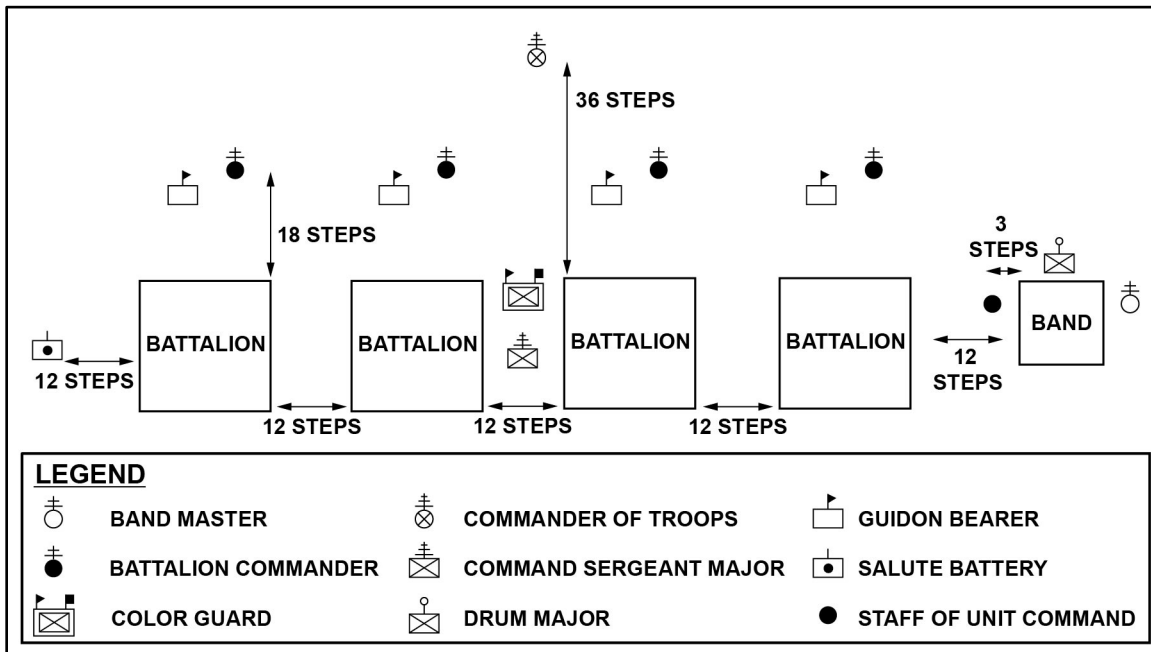 36 STEPS
18 STEPS
3
STEPS
BATTALION
BATTALION
BATTALION
BATTALION
BAND
12 STEPS
12
STEPS
12 STEPS
12 STEPS
12 STEPS
LEGEND
BAND MASTER
COMMANDER OF TROOPS
GUIDON BEARER
BATTALION COMMANDER
COMMAND SERGEANT MAJOR
SALUTE BATTERY
COLOR GUARD
DRUM MAJOR
STAFF OF UNIT COMMAND